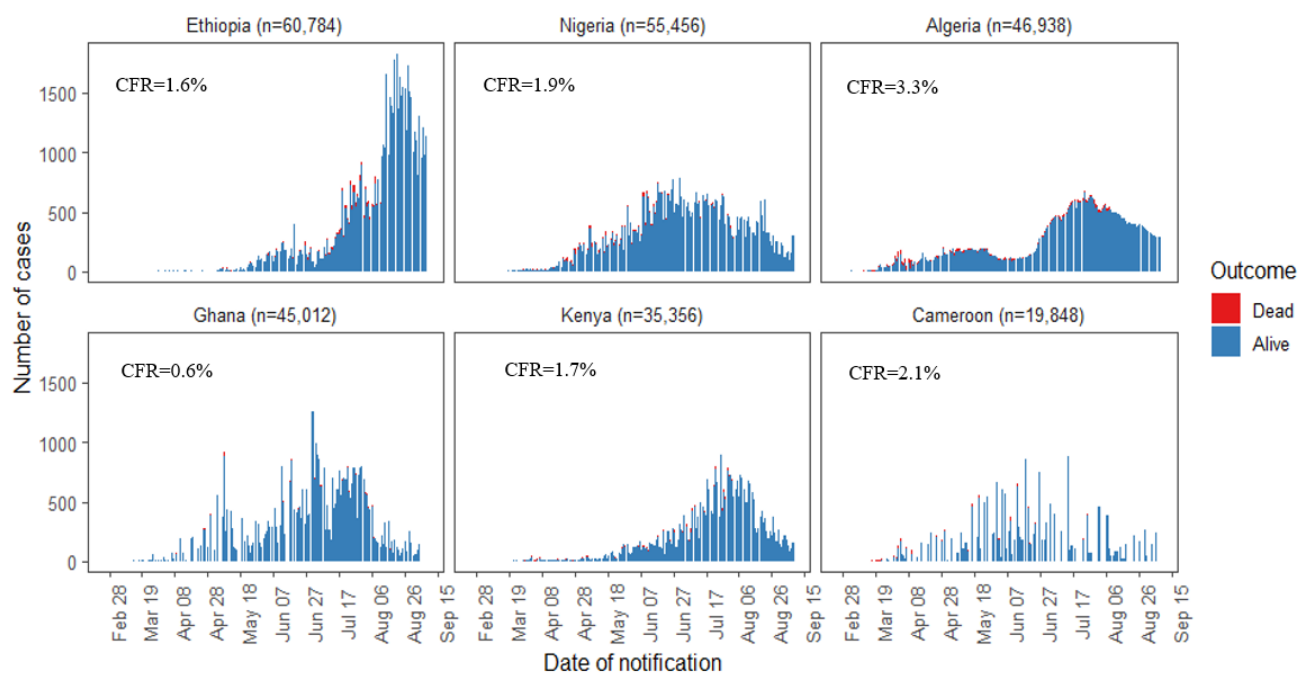 Ethiopia (n=60,784)
Nigeria (n=55,456)
Algeria (n=46,938)
CFR=1.6%
CFR=1.9%
CFR=3.3%
1500
1000
500
0
Number of cases
Ghana (n=45,012)
Kenya (n=35,356)
Cameroon (n=19,848)
CFR=0.6%
CFR=1.7%
CFR=2.1%
1500
1000
500
0
Outcome
Dead
Alive
Feb 28
Mar 19
Apr 08
Apr 28
May 18
Jun 07
Jun 27
Jul 17
Aug 06
Aug 26
Sep 15
Feb 28
Mar 19
Apr 08
Apr 28
May 18
Jun 07
Jun 27
Jul 17
Aug 06
Aug 26
Sep 15
Feb 28
Mar 19
Apr 08
Apr 28
May 18
Jun 07
Jun 27
Jul 17
Aug 06
Aug 26
Sep 15
Date of notification